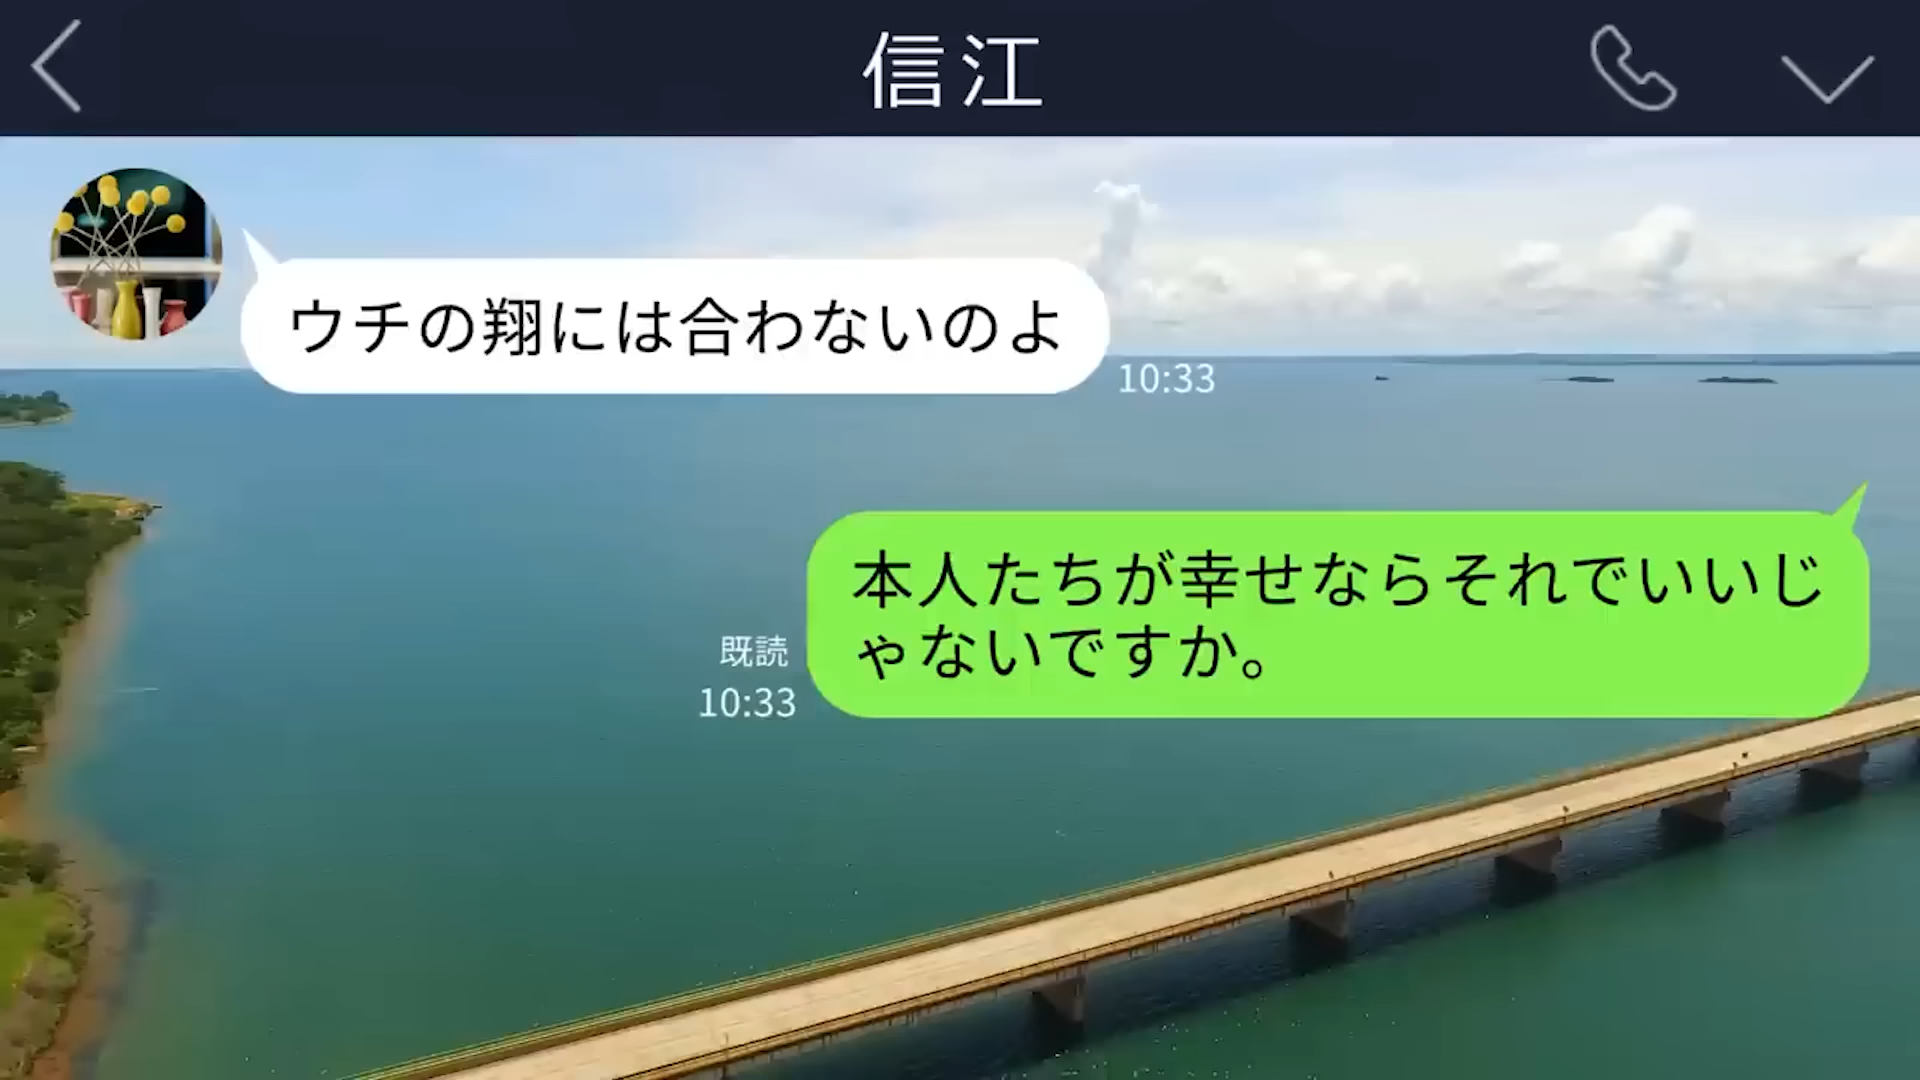 信江
ウチの翔には合わないのよ
10:33
本人たちが幸せならそれでいいじ
ゃないですか。
既読
10:33